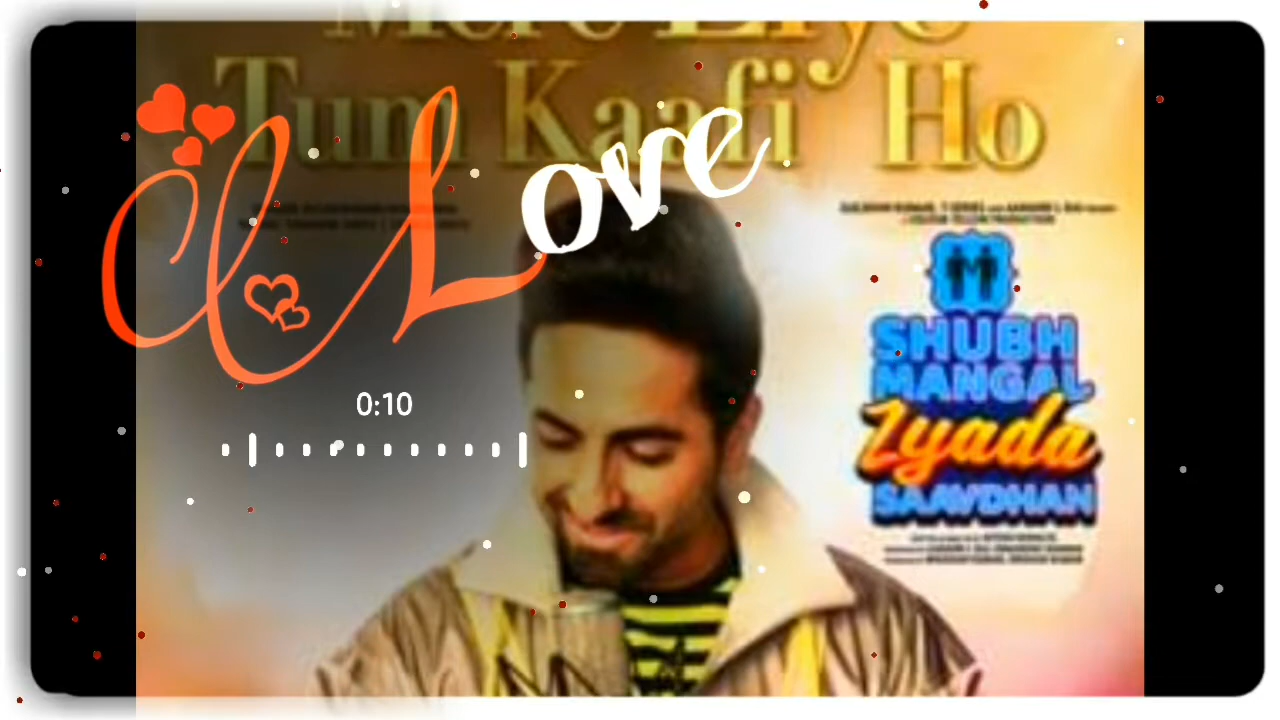 Mere Liye
Tum Kaafi Ho
Love
0:10
SHUBH
MANGAL
Zyada
SAAVDHAN